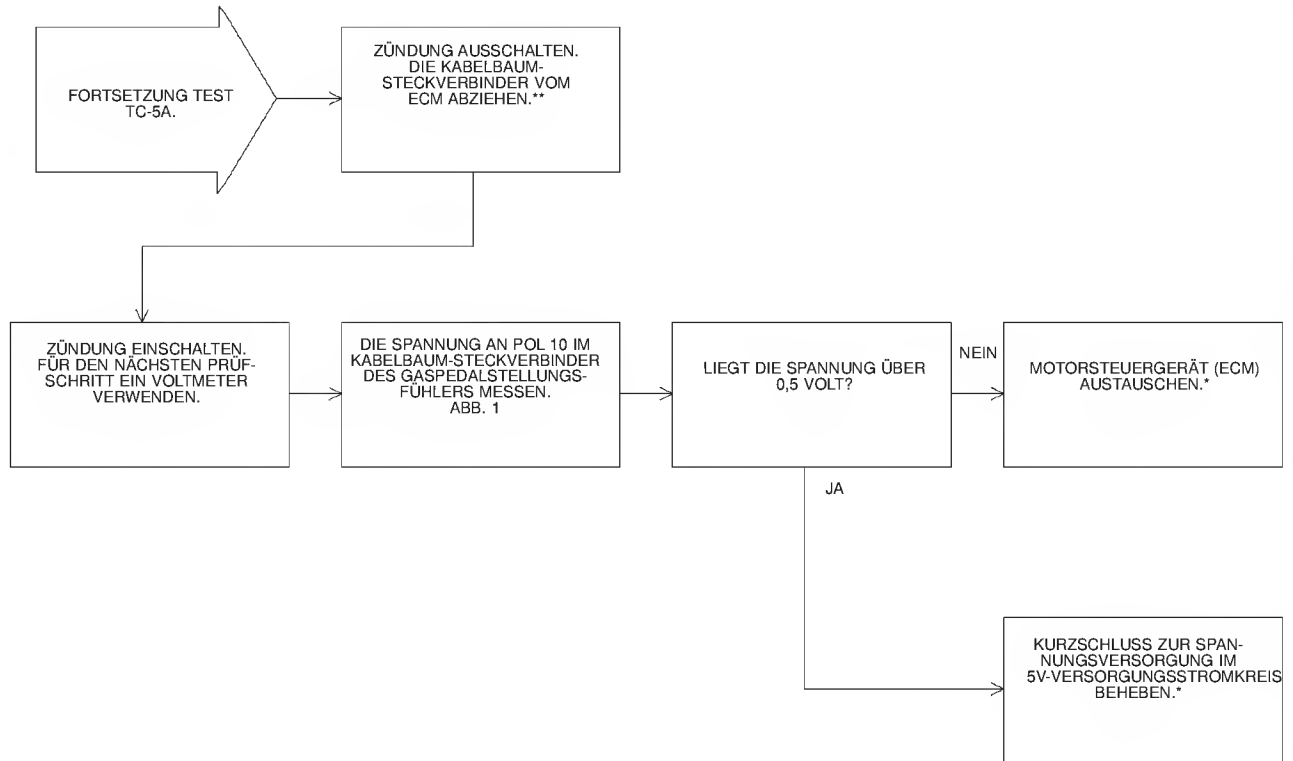 FORTSETZUNG TEST
TC-5A.
ZÜNDUNG AUSSCHALTEN.
DIE KABELBAUM-
STECKVERBINDER VOM
ECM ABZIEHEN.**
ZÜNDUNG EINSCHALTEN.
FÜR DEN NÄCHSTEN PRÜF-
SCHRITT EIN VOLTMETER
VERWENDEN.
DIE SPANNUNG AN POL 10 IM
KABELBAUM-STECKVERBINDER
DES GASPEDALSTELLUNGS-
FÜHLERS MESSEN.
ABB. 1
LIEGT DIE SPANNUNG ÜBER
0,5 VOLT?
NEIN
MOTORSTEUERGERÄT (ECM)
AUSTAUSCHEN.*
JA
KURZSCHLUSS ZUR SPAN-
NUNGSVERSORGUNG IM
5V-VERSORGUNGSSTROMKREIS
BEHEBEN.*